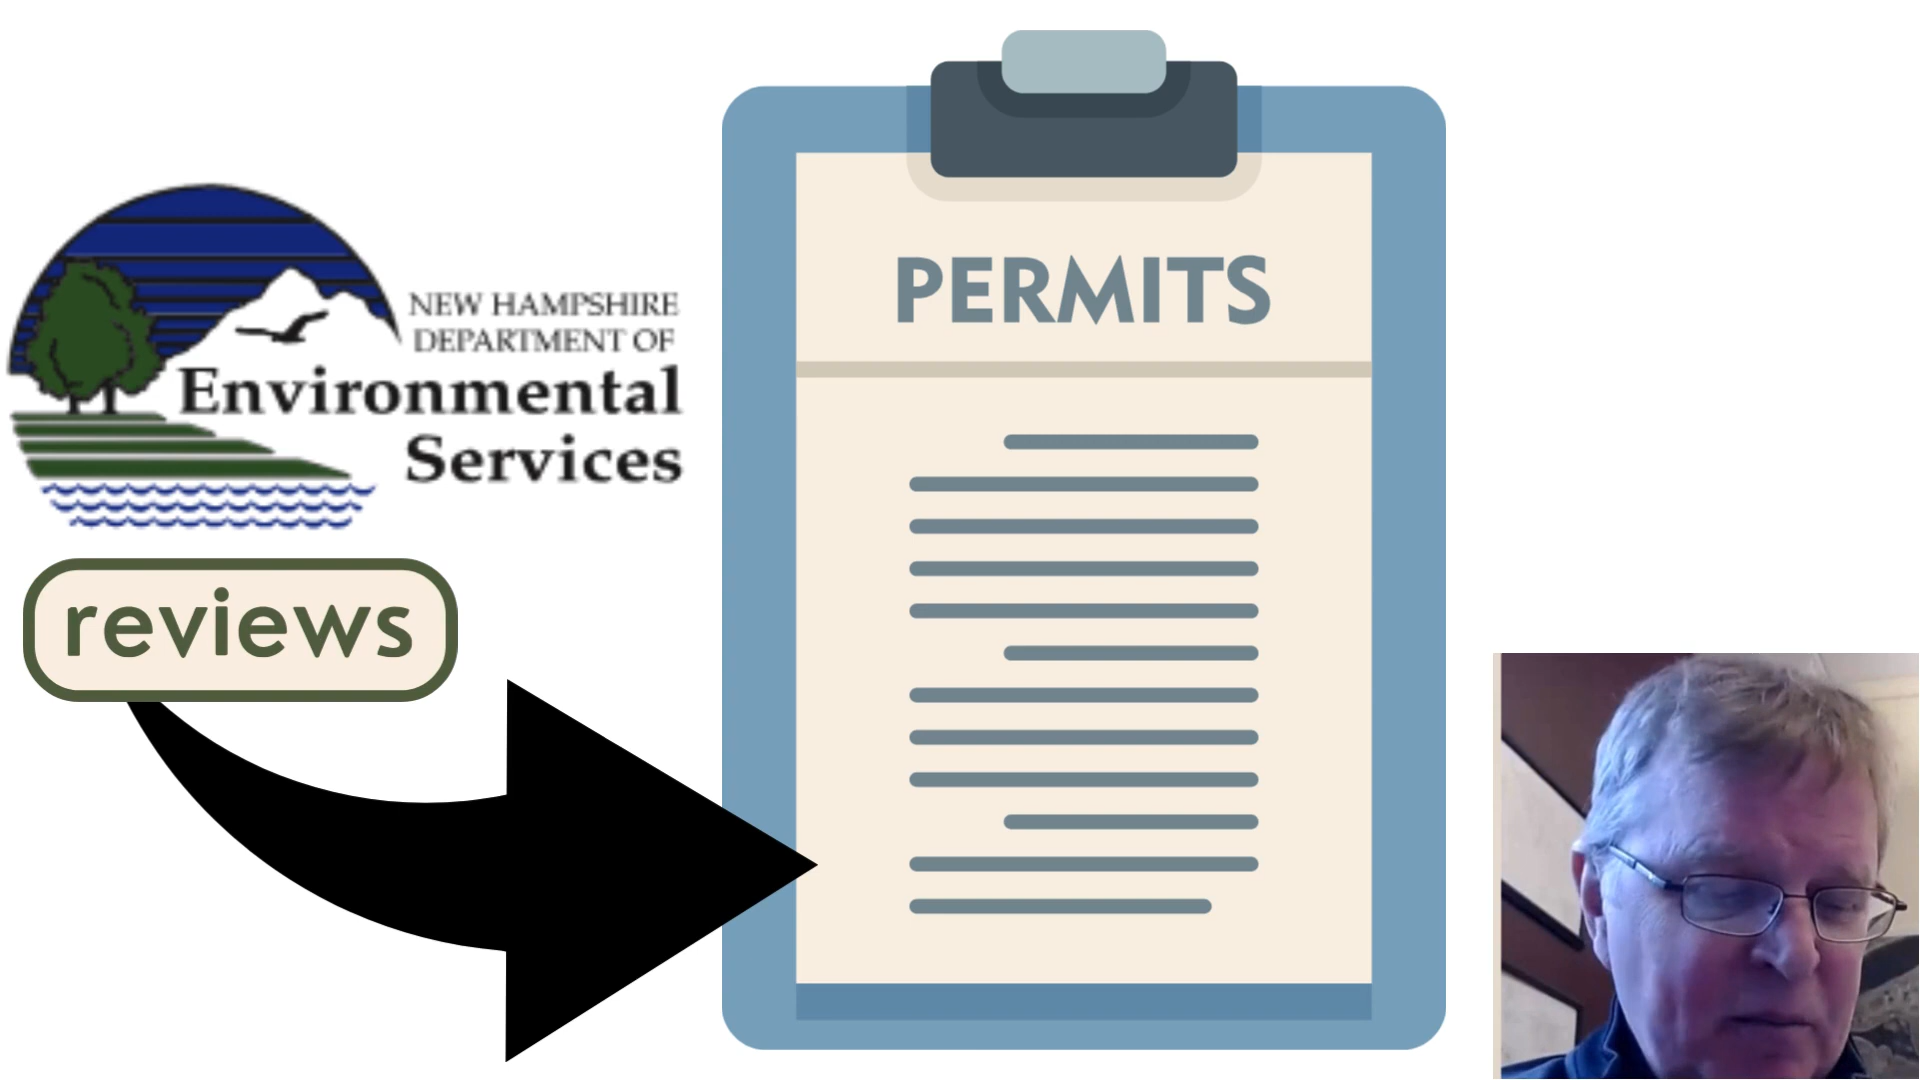 NEW HAMPSHIRE
DEPARTMENT OF
Environmental
Services
reviews
PERMITS